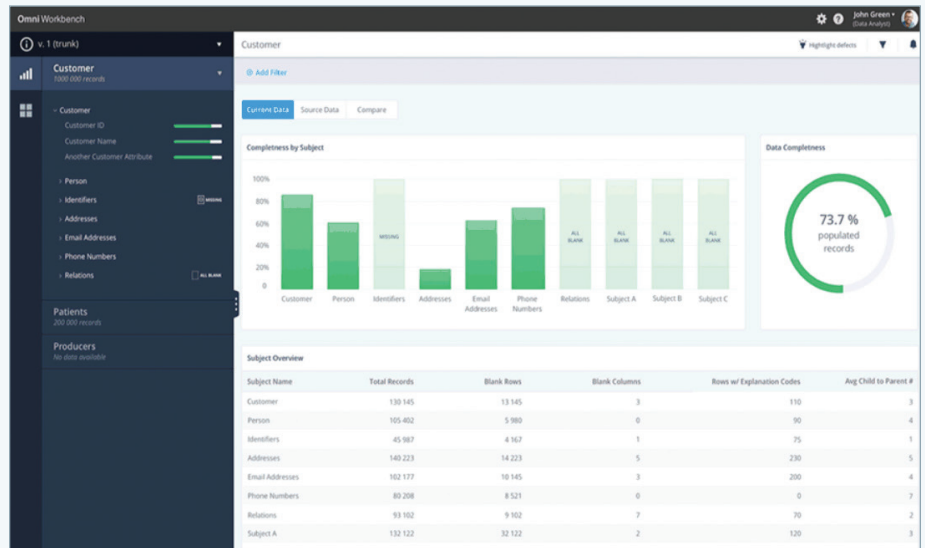 Omni Workbench
John Green
(Data Analyst)
v. 1 (trunk)
Customer
1000 000 records
Customer
Customer ID
Customer Name
Another Customer Attribute
Person
Identifiers
MISSING
Addresses
Email Addresses
Phone Numbers
Relations
ALL BLANK
Patients
200 000 records
Producers
No data available
Customer
Highlight defects
Add Filter
Current Data Source Data Compare
Completness by Subject
100%
80%
60%
40%
20%
0
MISSING
ALL BLANK
ALL BLANK
ALL BLANK
ALL BLANK
Customer Person Identifiers Addresses Email Addresses Phone Numbers Relations Subject A Subject B Subject C
Data Completness
73.7 %
populated
records
Subject Overview
Subject Name Total Records Blank Rows Blank Columns Rows w/ Explanation Codes Avg Child to Parent #
Customer 130 145 13 145 3 110 3
Person 105 402 5 980 0 90 4
Identifiers 45 987 4 167 1 75 1
Addresses 140 223 14 223 5 230 5
Email Addresses 102 177 10 145 3 200 4
Phone Numbers 80 208 8 521 0 0 7
Relations 93 102 9 102 7 70 2
Subject A 132 122 32 122 2 120 3